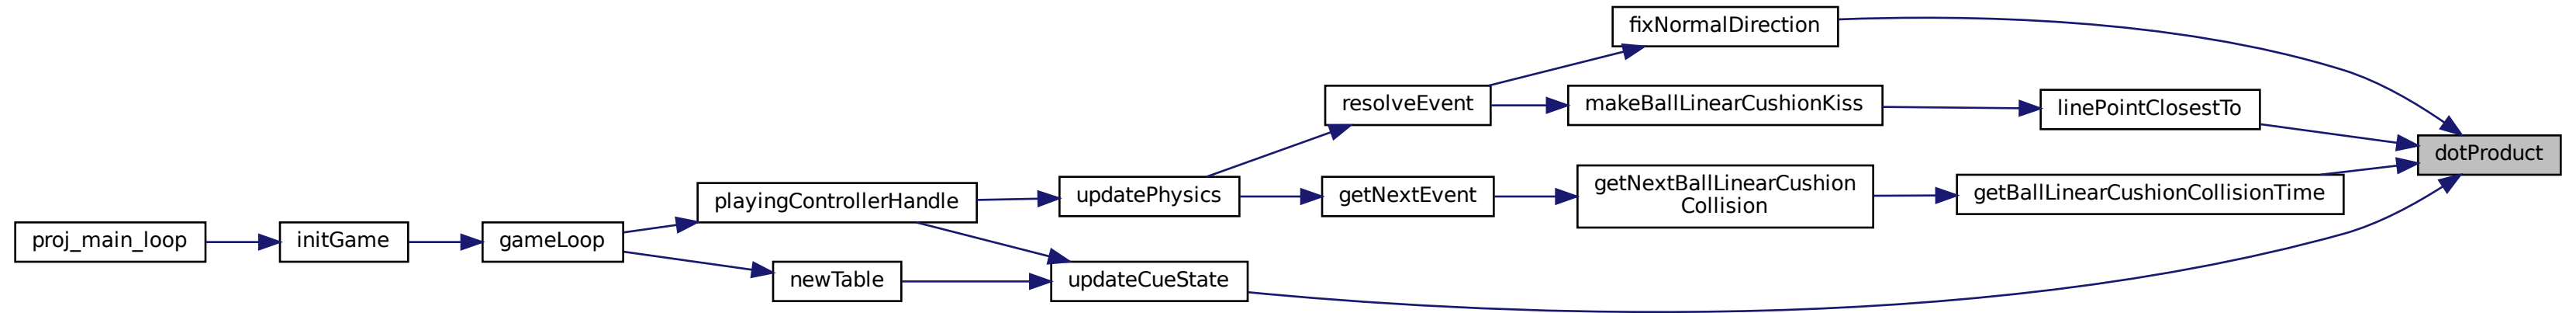 fixNormalDirection
resolveEvent
makeBallLinearCushionKiss
linePointClosestTo
dotProduct
playingControllerHandle
updatePhysics
getNextEvent
getNextBallLinearCushion
Collision
getBallLinearCushionCollisionTime
proj_main_loop
initGame
gameLoop
newTable
updateCueState